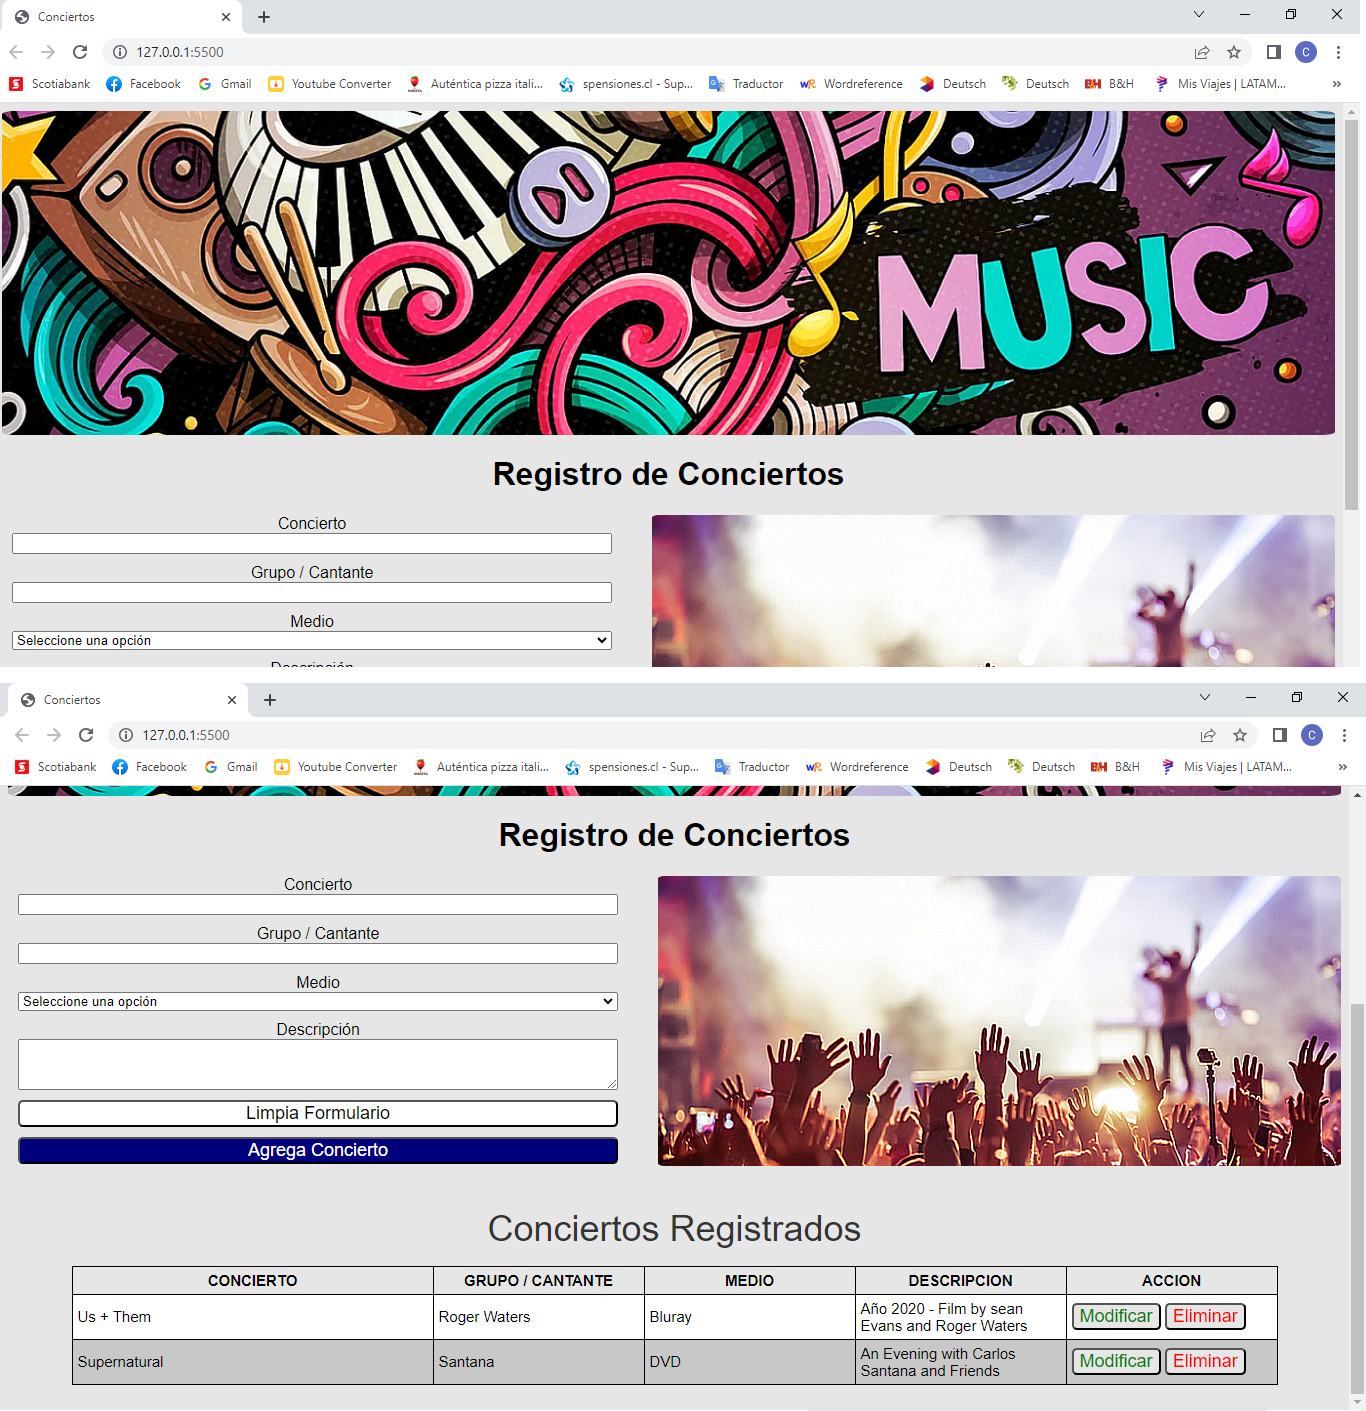 Conciertos
127.0.0.1:5500
Scotiabank Facebook Gmail Youtube Converter Auténtica pizza itali... spensiones.cl - Sup... Traductor Wordreference Deutsch Deutsch B&H Mis Viajes | LATAM...
MUSIC
Registro de Conciertos
Concierto
Grupo / Cantante
Medio
Seleccione una opción
Descripción
Conciertos
127.0.0.1:5500
Scotiabank Facebook Gmail Youtube Converter Auténtica pizza itali... spensiones.cl - Sup... Traductor Wordreference Deutsch Deutsch B&H Mis Viajes | LATAM...
Registro de Conciertos
Concierto
Grupo / Cantante
Medio
Seleccione una opción
Descripción
Limpia Formulario
Agrega Concierto
Conciertos Registrados
CONCIERTO GRUPO / CANTANTE MEDIO DESCRIPCION ACCION
Us + Them Roger Waters Bluray Año 2020 - Film by sean
Evans and Roger Waters Modificar Eliminar
Supernatural Santana DVD An Evening with Carlos
Santana and Friends Modificar Eliminar